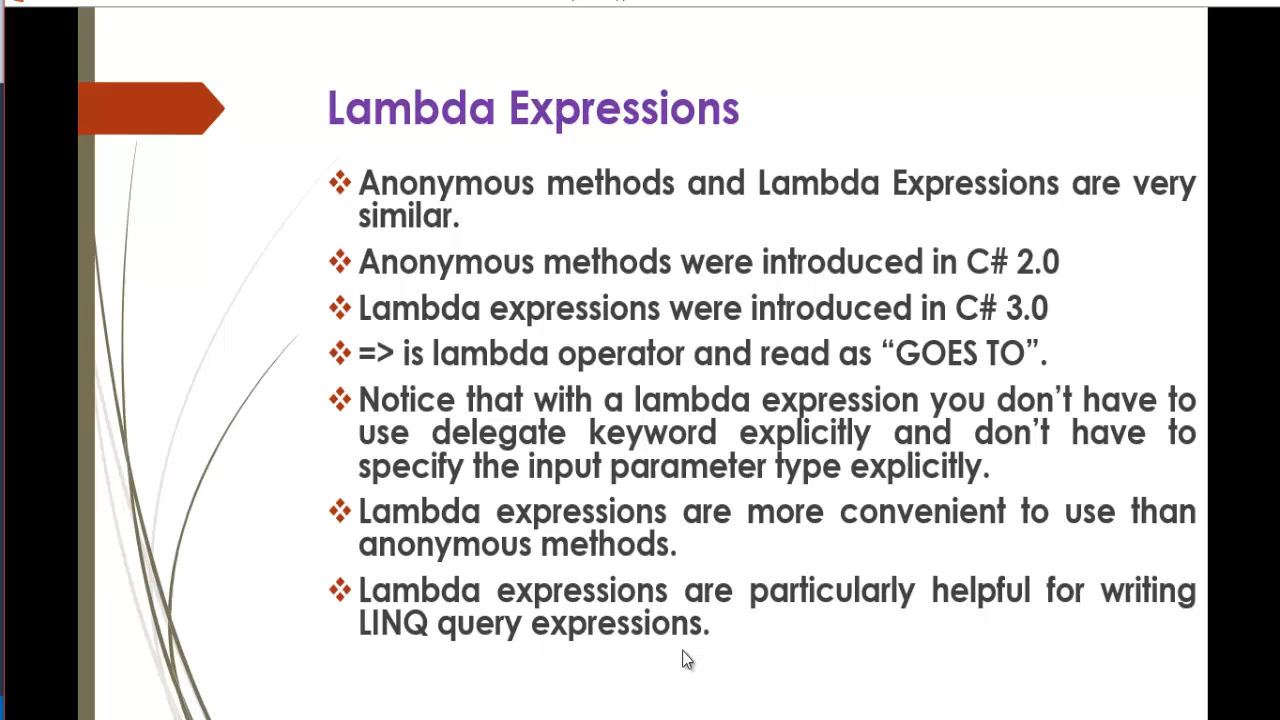 Lambda Expressions
❖ Anonymous methods and Lambda Expressions are very
similar.
❖ Anonymous methods were introduced in C# 2.0
❖ Lambda expressions were introduced in C# 3.0
❖ => is lambda operator and read as “GOES TO”.
❖ Notice that with a lambda expression you don’t have to
use delegate keyword explicitly and don’t have to
specify the input parameter type explicitly.
❖ Lambda expressions are more convenient to use than
anonymous methods.
❖ Lambda expressions are particularly helpful for writing
LINQ query expressions.